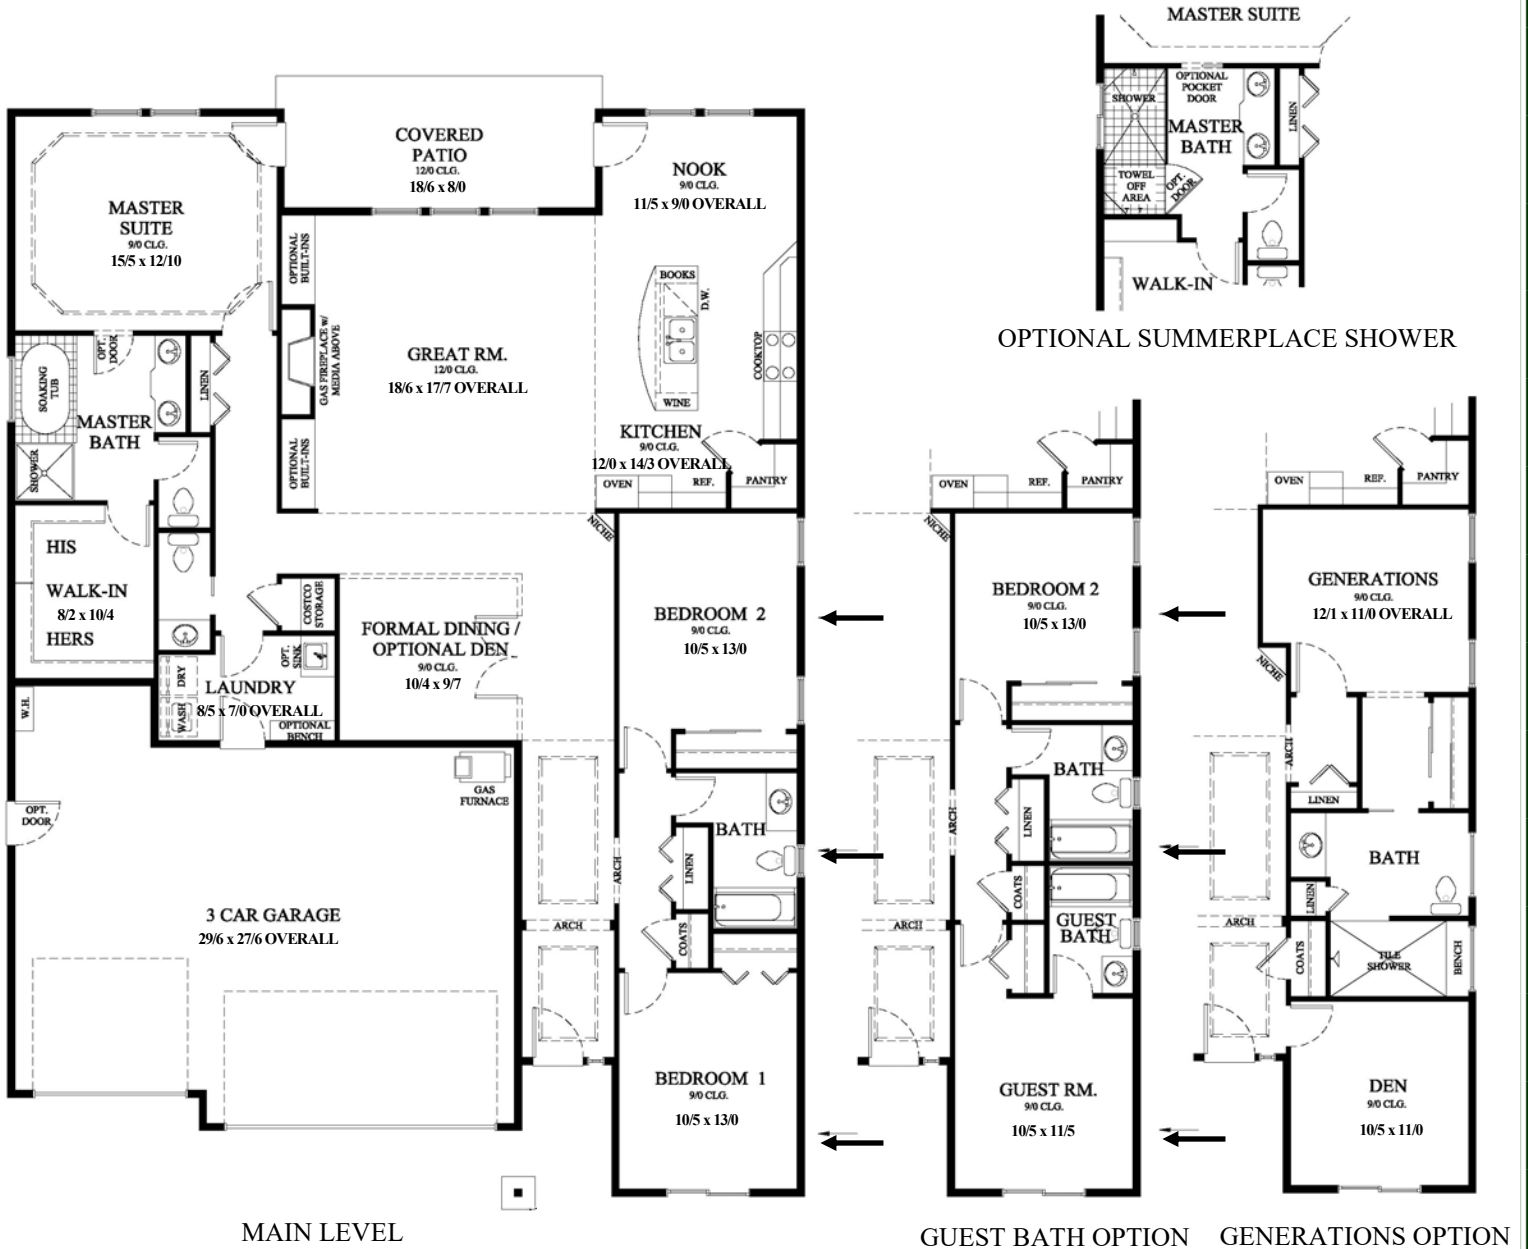 COVERED
PATIO
12/0 CLG.
18/6 x 8/0
NOOK
9/0 CLG.
11/5 x 9/0 OVERALL
MASTER
SUITE
9/0 CLG.
15/5 x 12/10
OPTIONAL
BUILT-INS
GAS FIREPLACE w/
MEDIA ABOVE
OPTIONAL
BUILT-INS
GREAT RM.
12/0 CLG.
18/6 x 17/7 OVERALL
BOOKS
D.W.
WINE
COOKTOP
KITCHEN
9/0 CLG.
12/0 x 14/3 OVERALL
OVEN
REF.
PANTRY
NICHE
OPT.
DOOR
SOAKING
TUB
LINEN
MASTER
BATH
SHOWER
HIS
WALK-IN
8/2 x 10/4
HERS
COSTCO
STORAGE
FORMAL DINING /
OPTIONAL DEN
9/0 CLG.
10/4 x 9/7
OPT.
SINK
DRY
WASH
LAUNDRY
8/5 x 7/0 OVERALL
OPTIONAL
BENCH
W.H.
GAS
FURNACE
OPT.
DOOR
3 CAR GARAGE
29/6 x 27/6 OVERALL
BEDROOM 2
9/0 CLG.
10/5 x 13/0
BATH
LINEN
ARCH
ARCH
COATS
BEDROOM 1
9/0 CLG.
10/5 x 13/0
MAIN LEVEL
MASTER SUITE
OPTIONAL
POCKET
DOOR
SHOWER
MASTER
BATH
LINEN
TOWEL
OFF
AREA
OPT.
DOOR
WALK-IN
OPTIONAL SUMMERPLACE SHOWER
OVEN
REF.
PANTRY
NICHE
BEDROOM 2
9/0 CLG.
10/5 x 13/0
BATH
LINEN
ARCH
COATS
ARCH
GUEST
BATH
GUEST RM.
9/0 CLG.
10/5 x 11/5
GUEST BATH OPTION
OVEN
REF.
PANTRY
GENERATIONS
9/0 CLG.
12/1 x 11/0 OVERALL
NICHE
ARCH
LINEN
BATH
LINEN
ARCH
COATS
TILE
SHOWER
BENCH
DEN
9/0 CLG.
10/5 x 11/0
GENERATIONS OPTION